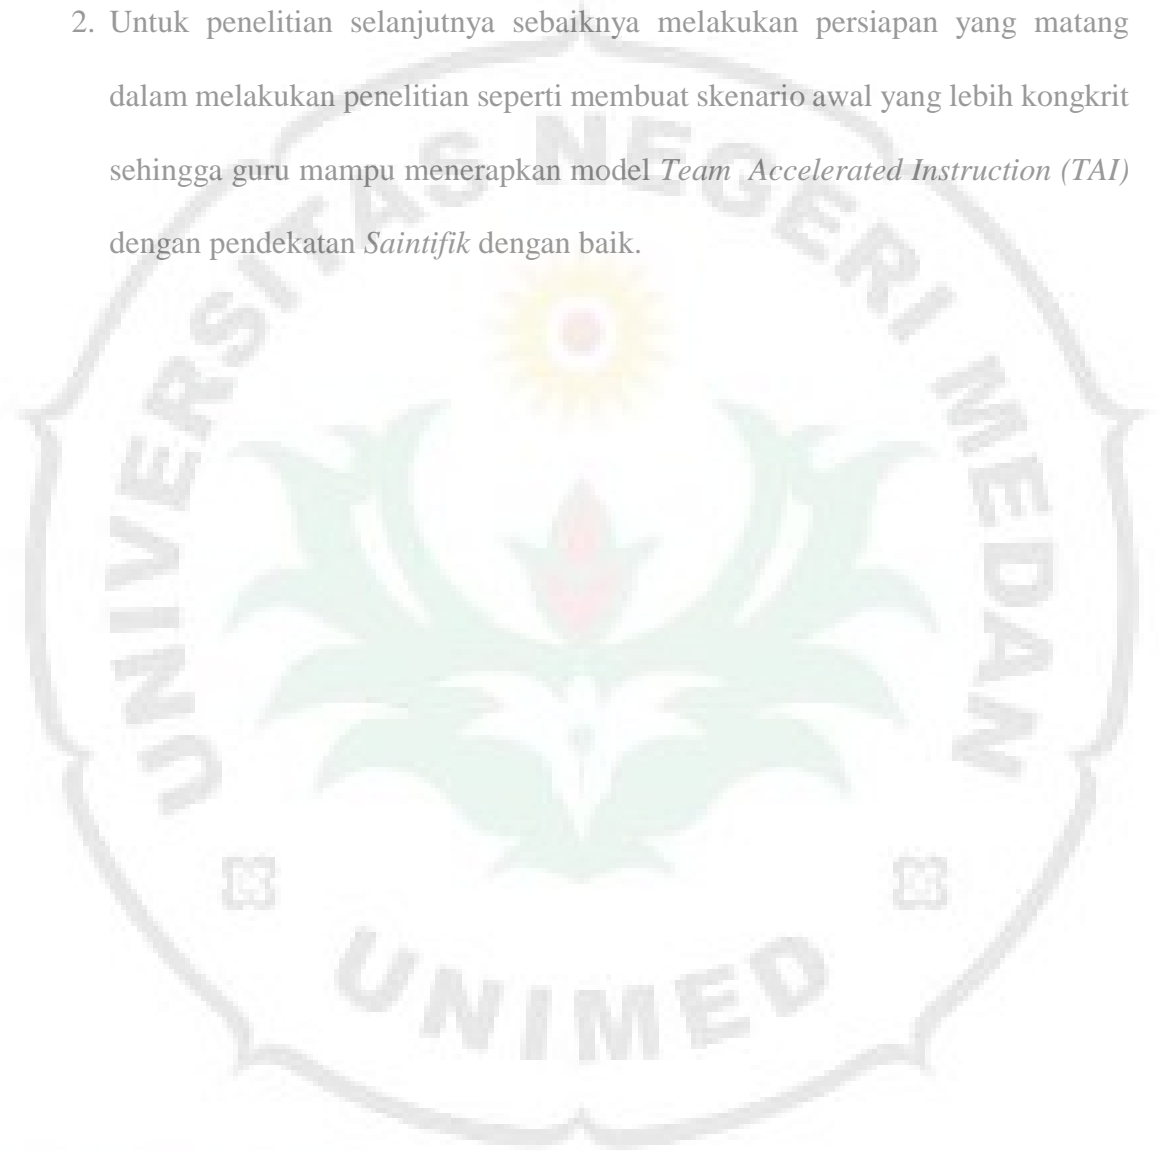 2. Untuk penelitian selanjutnya sebaiknya melakukan persiapan yang matang
dalam melakukan penelitian seperti membuat skenario awal yang lebih kongkrit
sehingga guru mampu menerapkan model Team Accelerated Instruction (TAI)
dengan pendekatan Saintifik dengan baik.
UNIVERSITAS NEGERI MEDAN
UNIMED